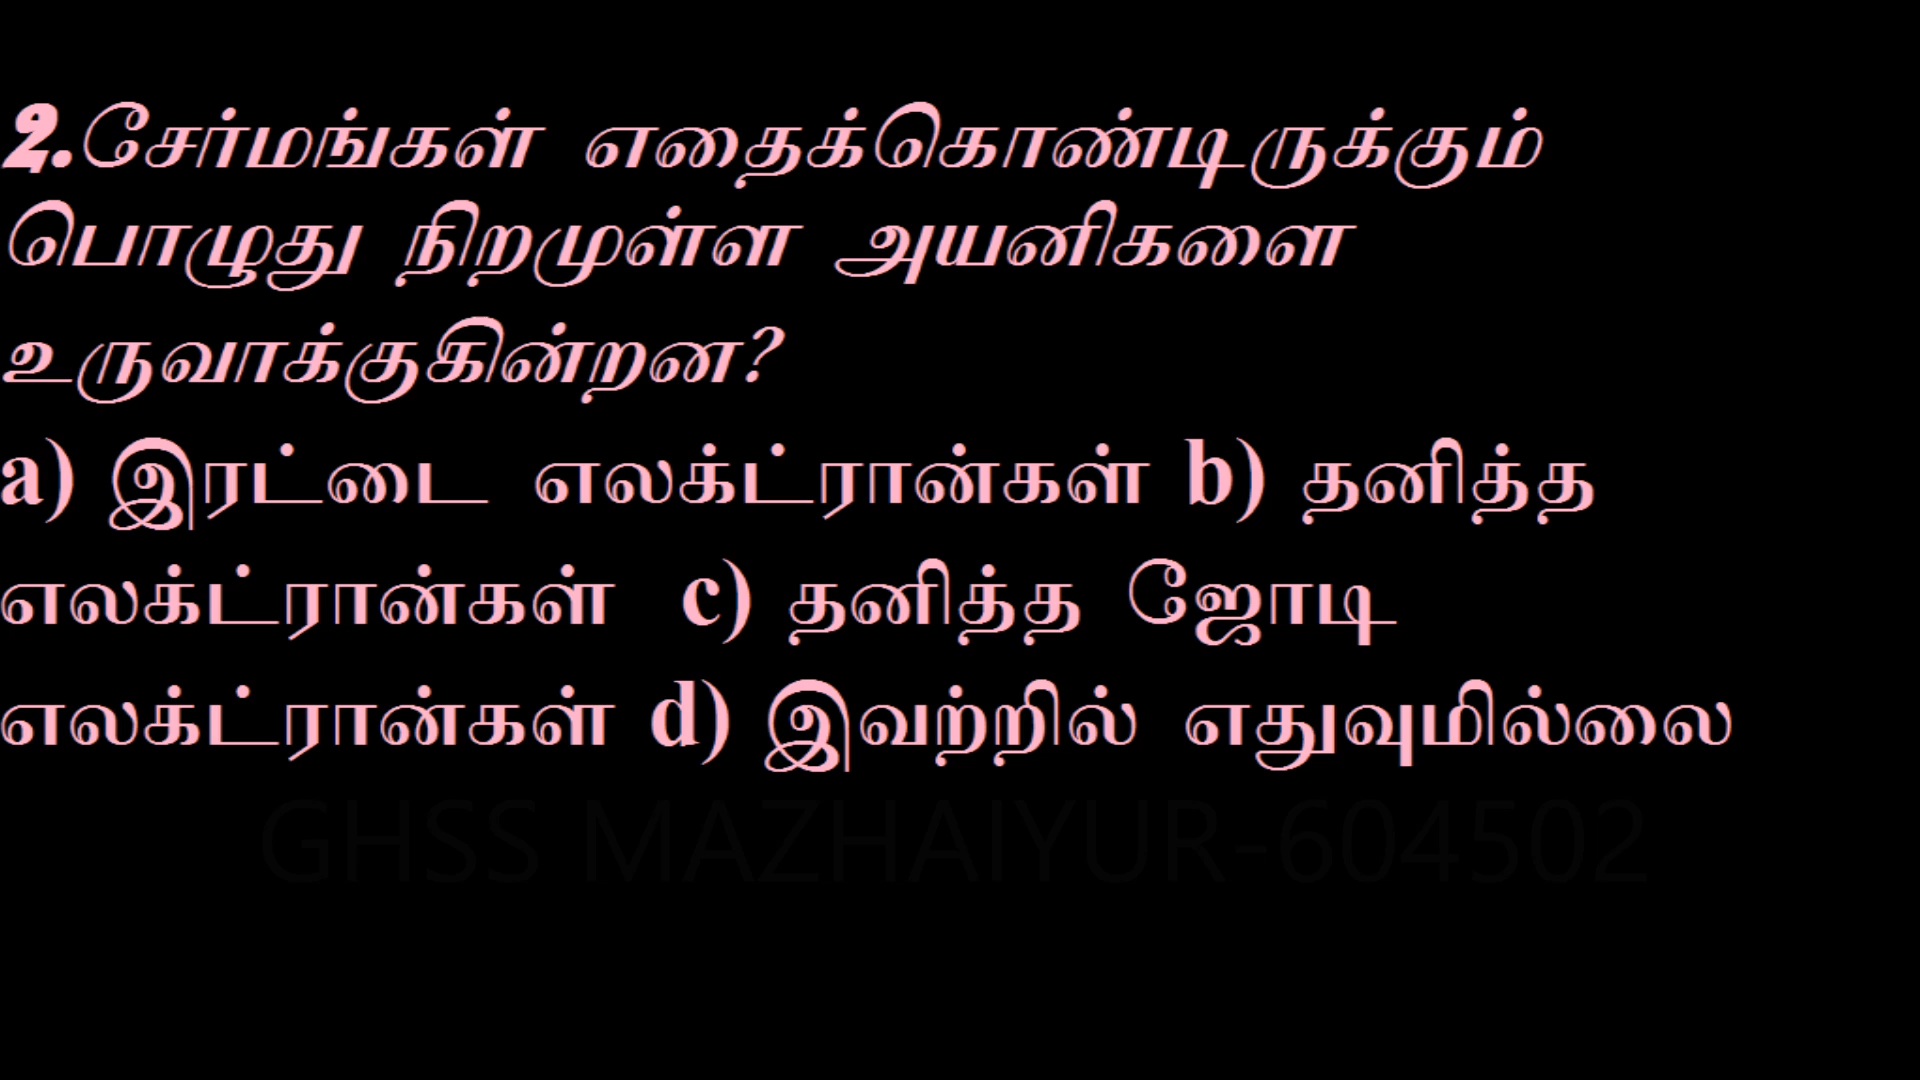 2.சேர்மங்கள் எதைக்கொண்டிருக்கும்
பொழுது நிறமுள்ள அயனிகளை
உருவாக்குகின்றன?
a) இரட்டை எலக்ட்ரான்கள் b) தனித்த
எலக்ட்ரான்கள் c) தனித்த ஜோடி
எலக்ட்ரான்கள் d) இவற்றில் எதுவுமில்லை
GHSS MAZHAIYUR-604502